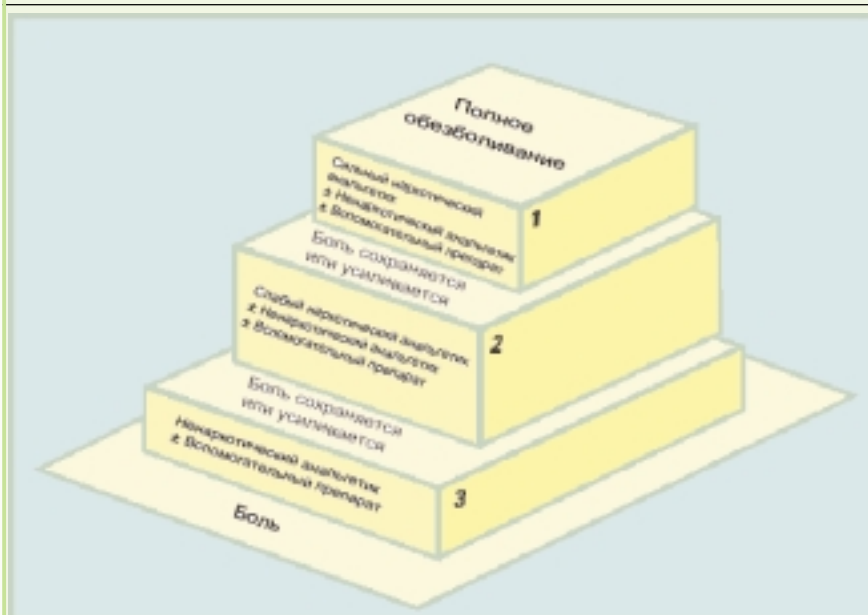 Полное
обезболивание
Сильный наркотический
анальгетик
± Ненаркотический анальгетик
± Вспомогательный препарат
1
Боль сохраняется
или усиливается
Слабый наркотический анальгетик
± Ненаркотический анальгетик
± Вспомогательный препарат
2
Боль сохраняется
или усиливается
Ненаркотический анальгетик
± Вспомогательный препарат
3
Боль